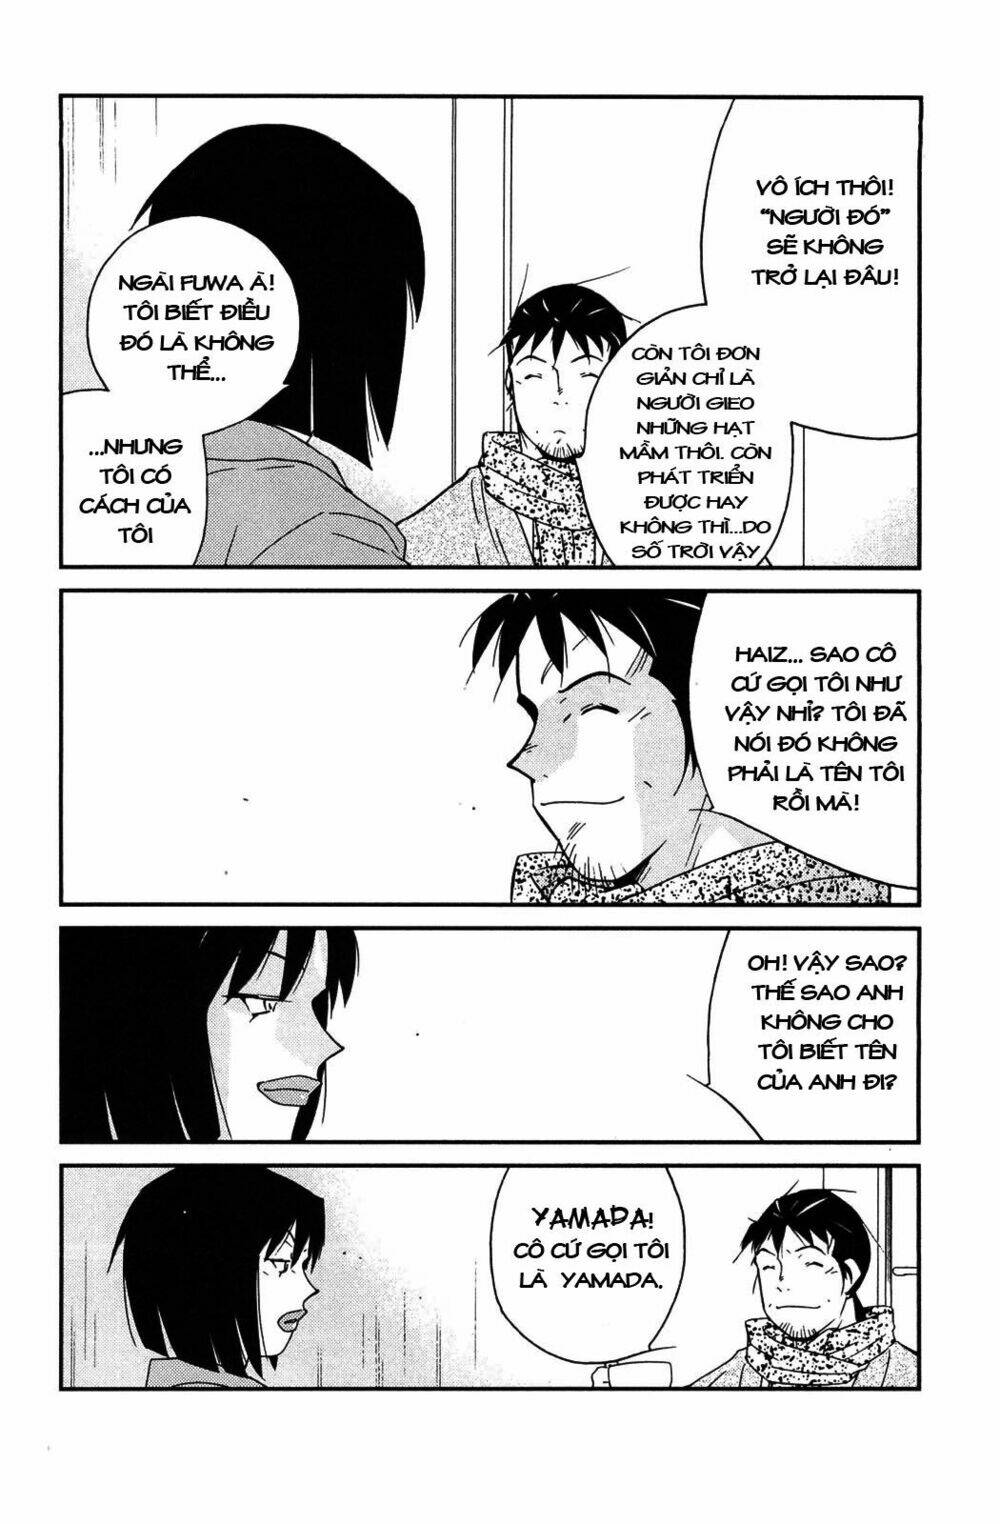 VÔ ÍCH THÔI!
“NGƯỜI ĐÓ”
SẼ KHÔNG
TRỞ LẠI ĐÂU!
CÒN TÔI ĐƠN
GIẢN CHỈ LÀ
NGƯỜI GIEO
NHỮNG HẠT
MẦM THÔI. CÒN
PHÁT TRIỂN
ĐƯỢC HAY
KHÔNG THÌ...DO
SỐ TRỜI VẬY
NGÀI FUWA À!
TÔI BIẾT ĐIỀU
ĐÓ LÀ KHÔNG
THỂ...
...NHƯNG
TÔI CÓ
CÁCH CỦA
TÔI
HAIZ... SAO CÔ
CỨ GỌI TÔI NHƯ
VẬY NHỈ? TÔI ĐÃ
NÓI ĐÓ KHÔNG
PHẢI LÀ TÊN TÔI
RỒI MÀ!
OH! VẬY SAO?
THẾ SAO ANH
KHÔNG CHO
TÔI BIẾT TÊN
CỦA ANH ĐI?
YAMADA!
CÔ CỨ GỌI TÔI
LÀ YAMADA.